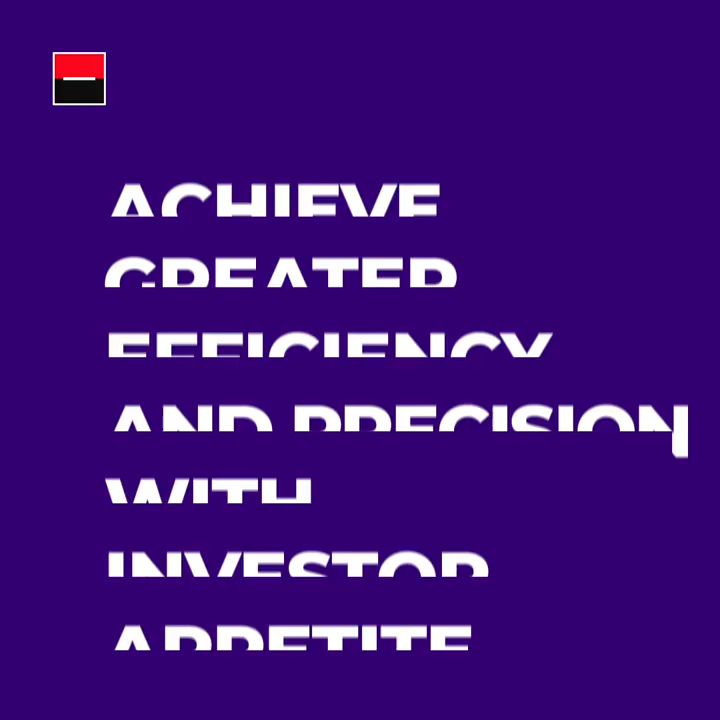 ACHIEVE
GREATER
EFFICIENCY
AND PRECISION
WITH
INVESTOR
APPETITE